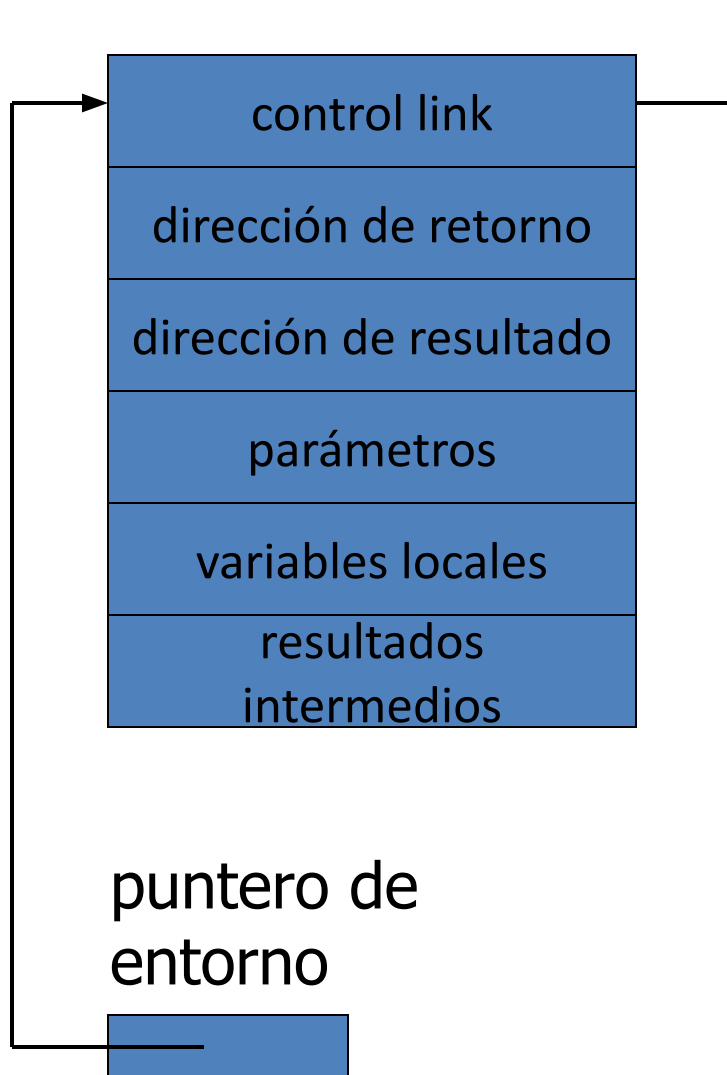 control link
dirección de retorno
dirección de resultado
parámetros
variables locales
resultados
intermedios
puntero de
entorno